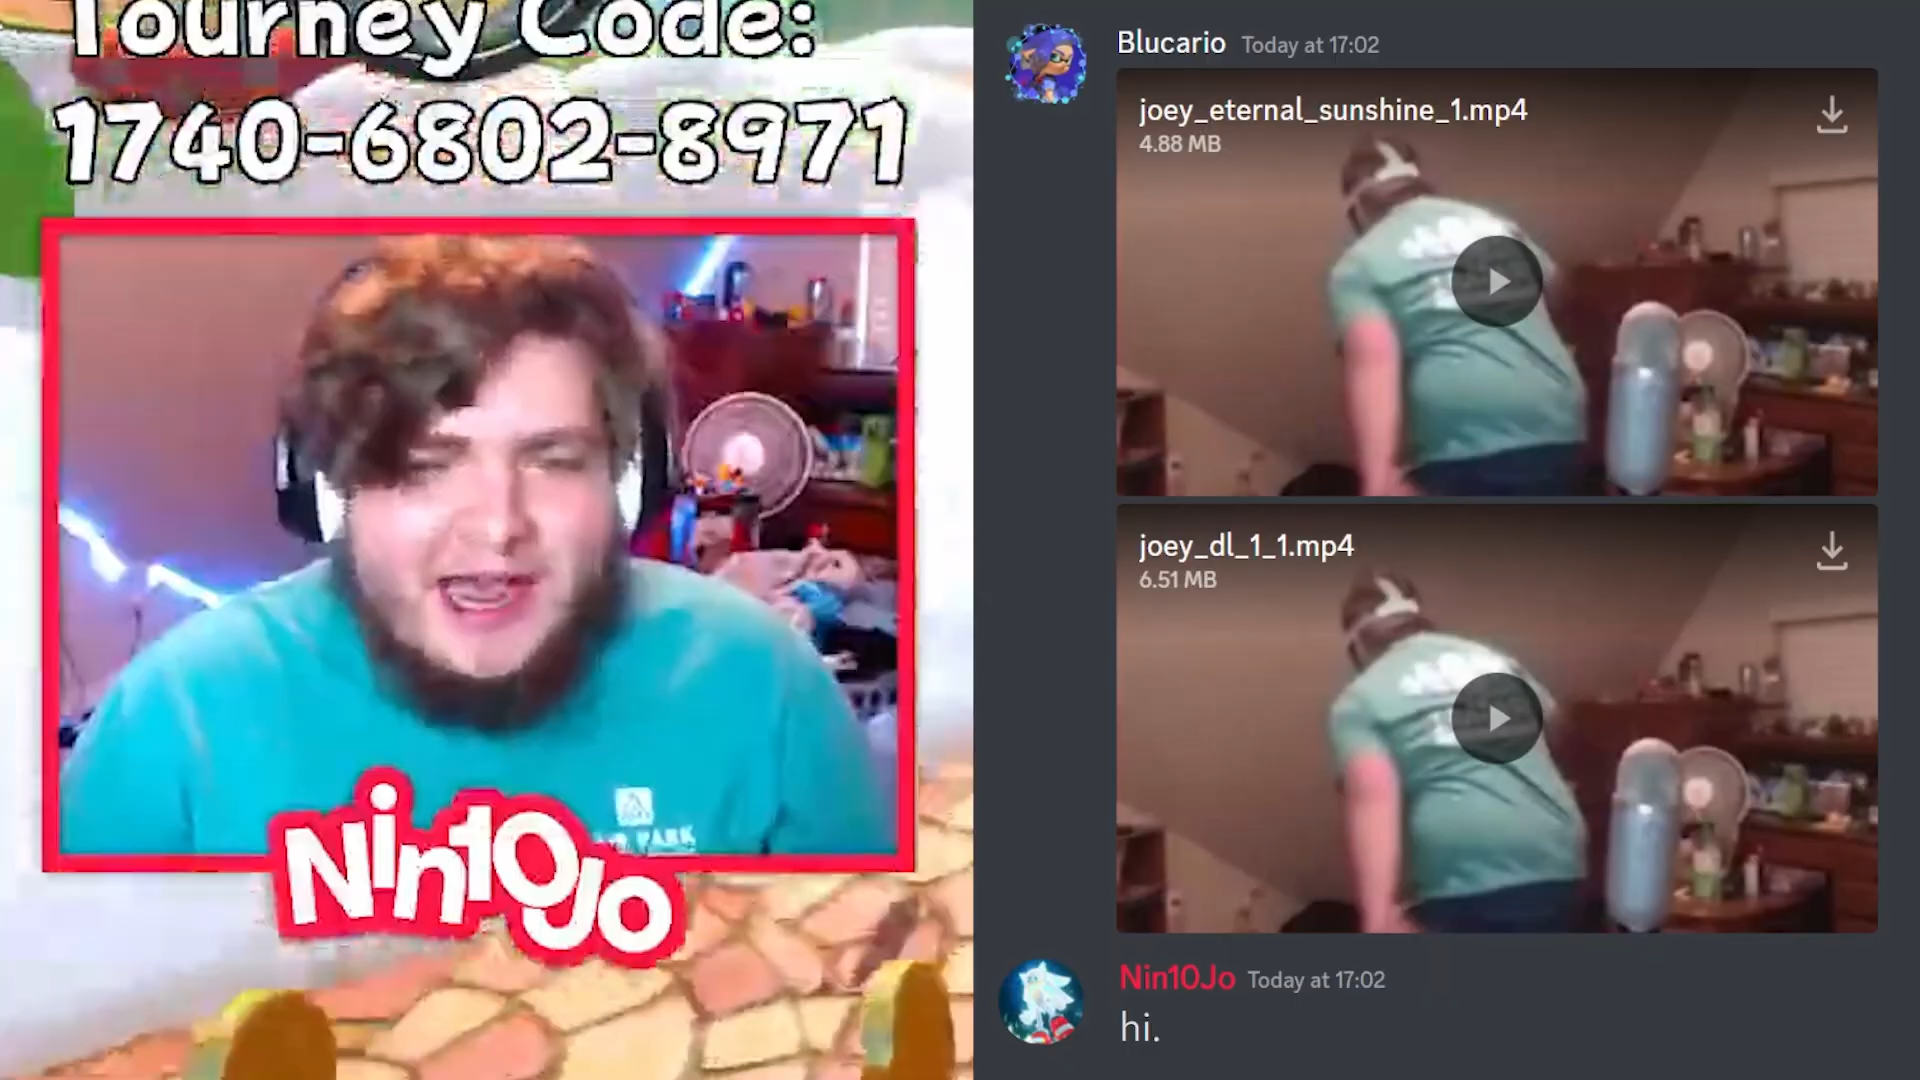 Tourney Code:
1740-6802-8971
PARK
Nin10Jo
Blucario Today at 17:02
joey_eternal_sunshine_1.mp4
4.88 MB
joey_dl_1_1.mp4
6.51 MB
Nin10Jo Today at 17:02
hi.